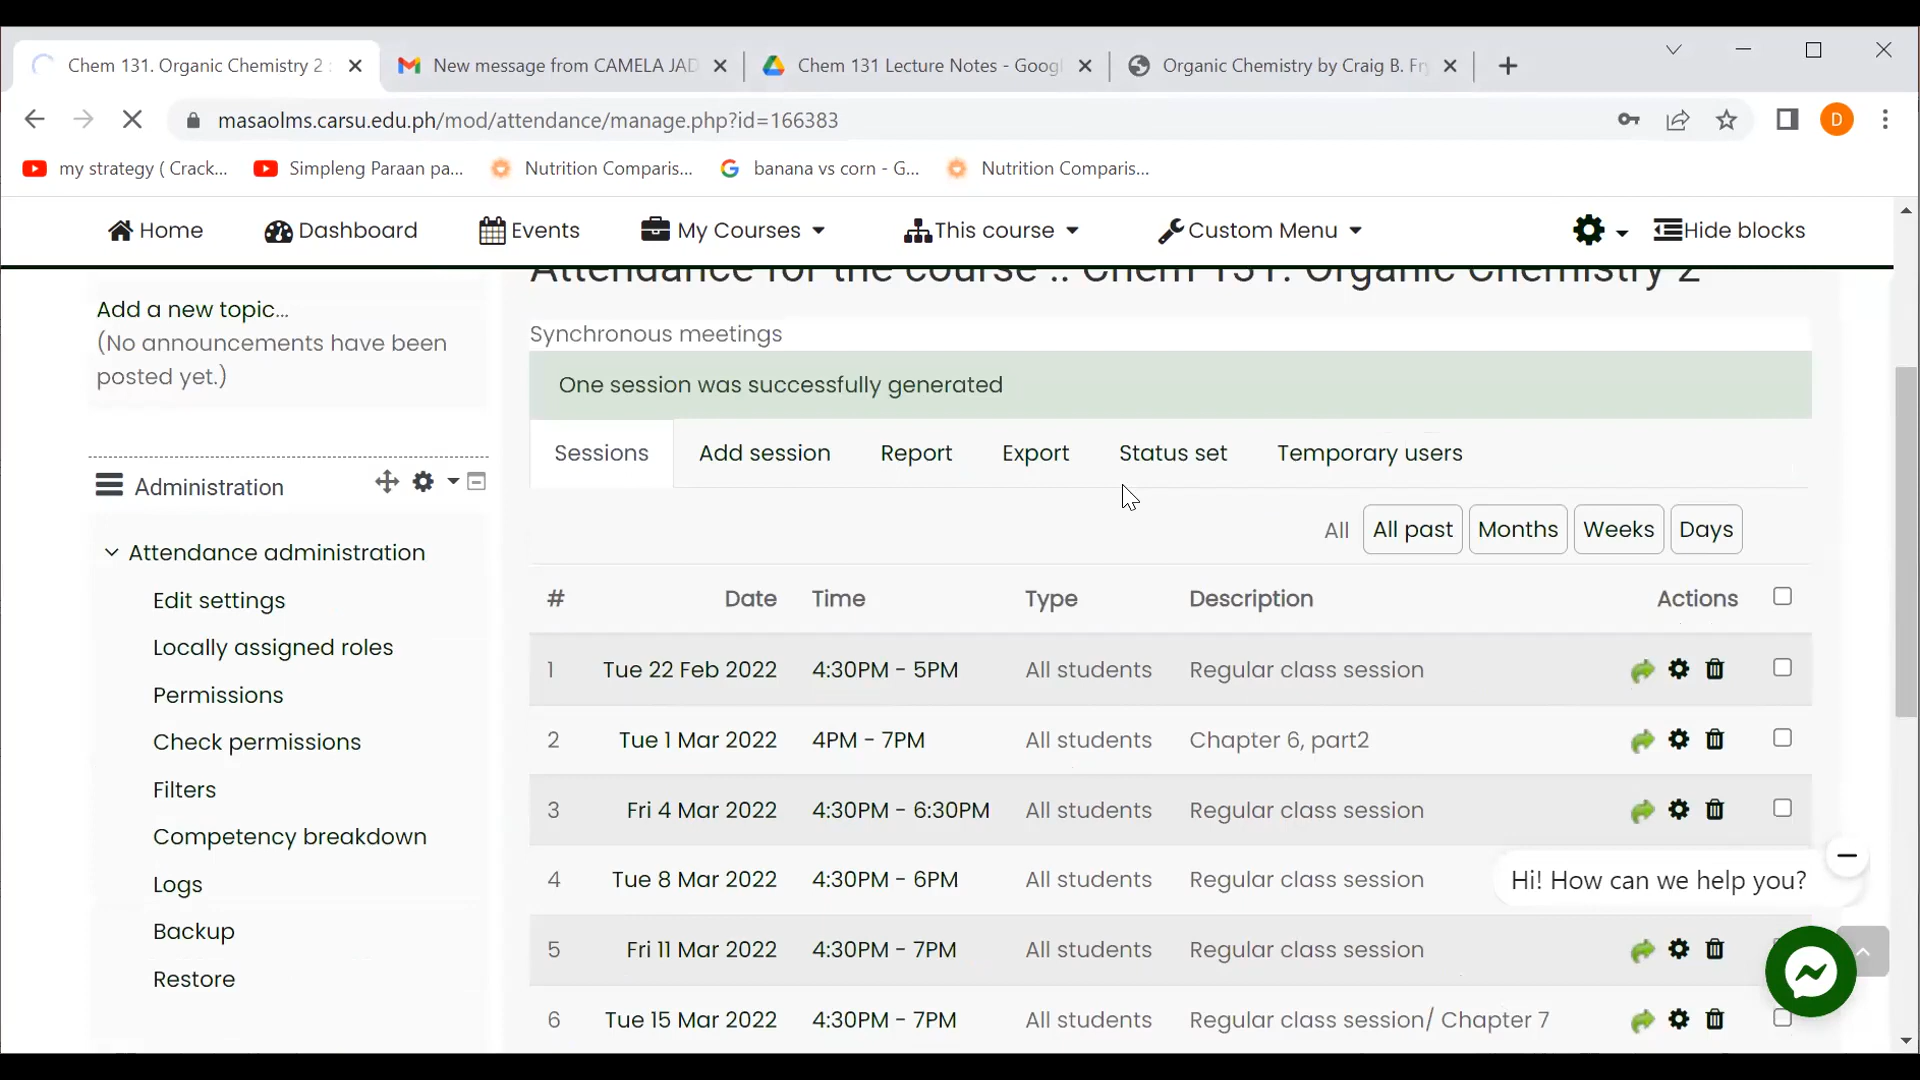 Chem 131. Organic Chemistry 2 :
New message from CAMELA JAD
Chem 131 Lecture Notes - Googl
Organic Chemistry by Craig B. Fry
masaolms.carsu.edu.ph/mod/attendance/manage.php?id=166383
D
my strategy ( Crack...
Simpleng Paraan pa...
Nutrition Comparis...
banana vs corn - G...
Nutrition Comparis...
Home
Dashboard
Events
My Courses
This course
Custom Menu
Hide blocks
Attendance for the course :: Chem 131. Organic Chemistry 2
Add a new topic...
(No announcements have been
posted yet.)
Administration
Attendance administration
Edit settings
Locally assigned roles
Permissions
Check permissions
Filters
Competency breakdown
Logs
Backup
Restore
Synchronous meetings
One session was successfully generated
Sessions Add session Report Export Status set Temporary users
All All past Months Weeks Days
# Date Time Type Description Actions
1 Tue 22 Feb 2022 4:30PM - 5PM All students Regular class session
2 Tue 1 Mar 2022 4PM - 7PM All students Chapter 6, part2
3 Fri 4 Mar 2022 4:30PM - 6:30PM All students Regular class session
4 Tue 8 Mar 2022 4:30PM - 6PM All students Regular class session
5 Fri 11 Mar 2022 4:30PM - 7PM All students Regular class session
6 Tue 15 Mar 2022 4:30PM - 7PM All students Regular class session/ Chapter 7
Hi! How can we help you?